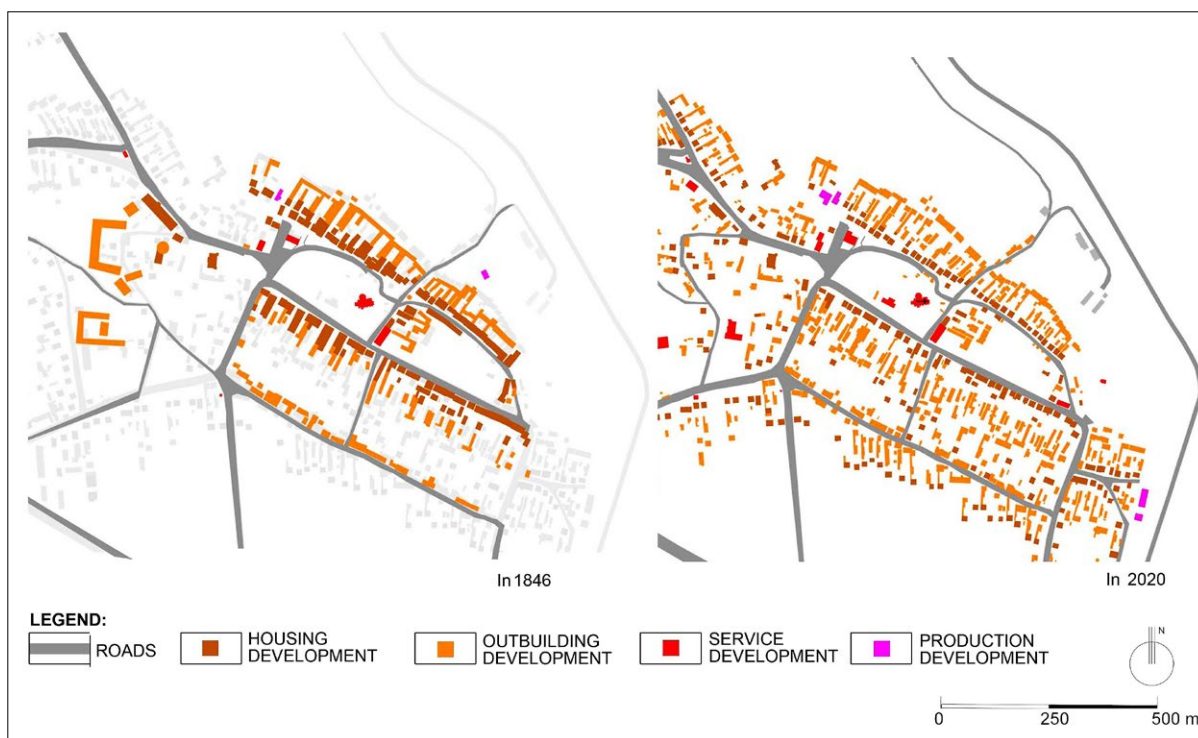 In 1846
In 2020
LEGEND:
ROADS
HOUSING
DEVELOPMENT
OUTBUILDING
DEVELOPMENT
SERVICE
DEVELOPMENT
PRODUCTION
DEVELOPMENT
N
0 250 500 m